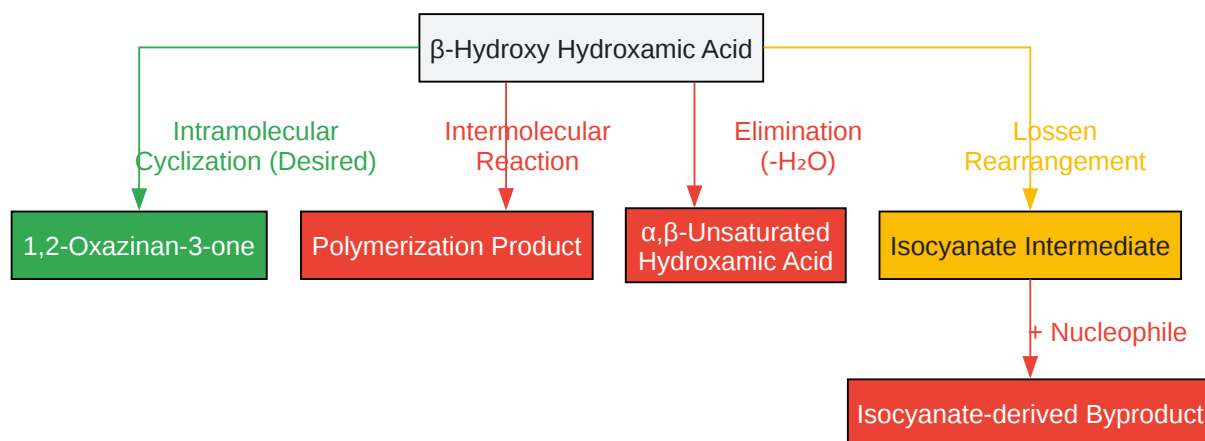 β-Hydroxy Hydroxamic Acid
Intramolecular
Cyclization (Desired)
Intermolecular
Reaction
Elimination
(-H₂O)
Lossen
Rearrangement
1,2-Oxazinan-3-one
Polymerization Product
α,β-Unsaturated
Hydroxamic Acid
Isocyanate Intermediate
+ Nucleophile
Isocyanate-derived Byproduct